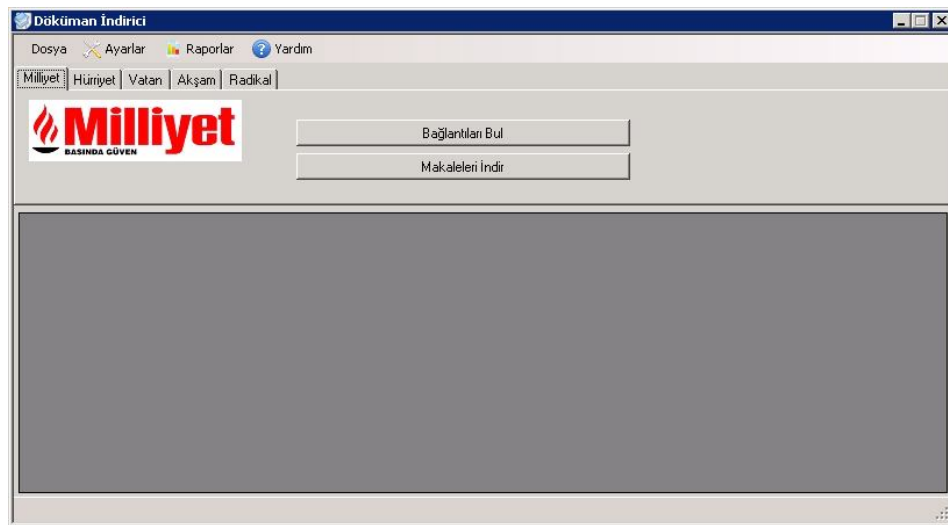 Döküman İndirici
Dosya Ayarlar Raporlar Yardım
Milliyet Hürriyet Vatan Akşam Radikal
Milliyet
BASINDA GÜVEN
Bağlantıları Bul
Makaleleri İndir